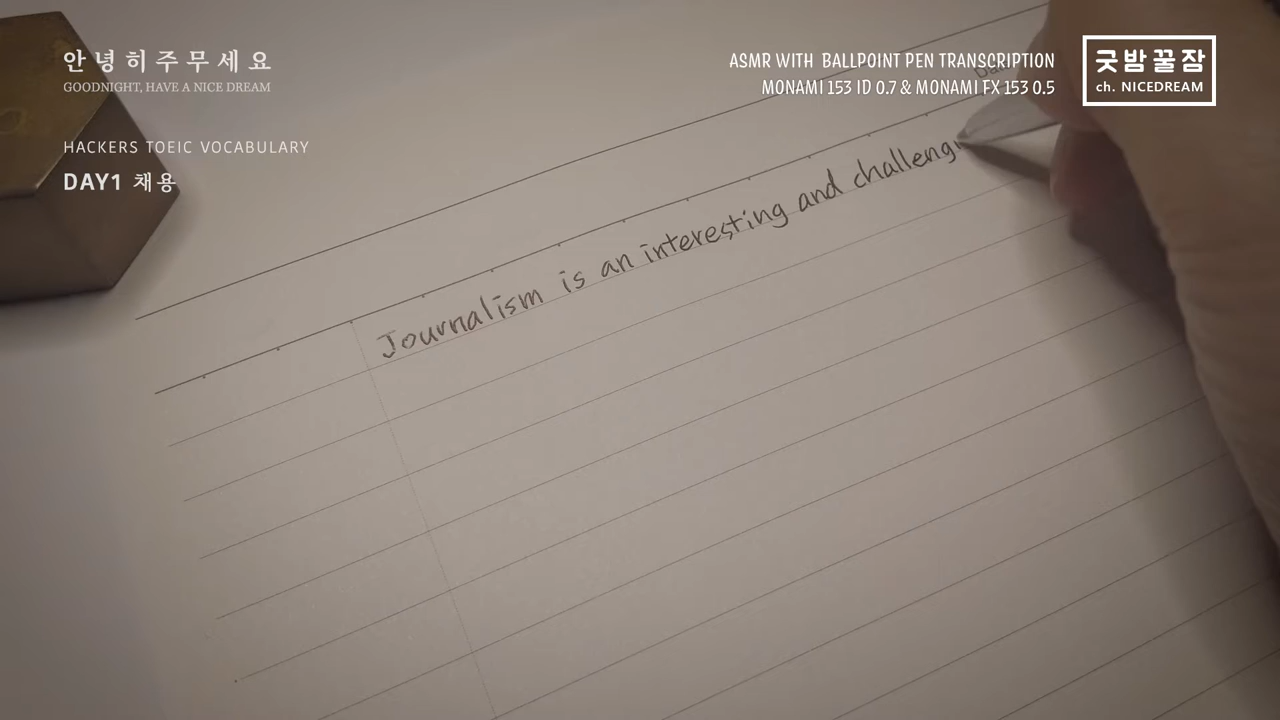 안녕히주무세요
GOODNIGHT, HAVE A NICE DREAM
HACKERS TOEIC VOCABULARY
DAY1 채용
ASMR WITH BALLPOINT PEN TRANSCRIPTION
MONAMI 153 ID 0.7 & MONAMI FX 153 0.5
굿밤꿀잠
ch. NICEDREAM
Journalism is an interesting and challengi